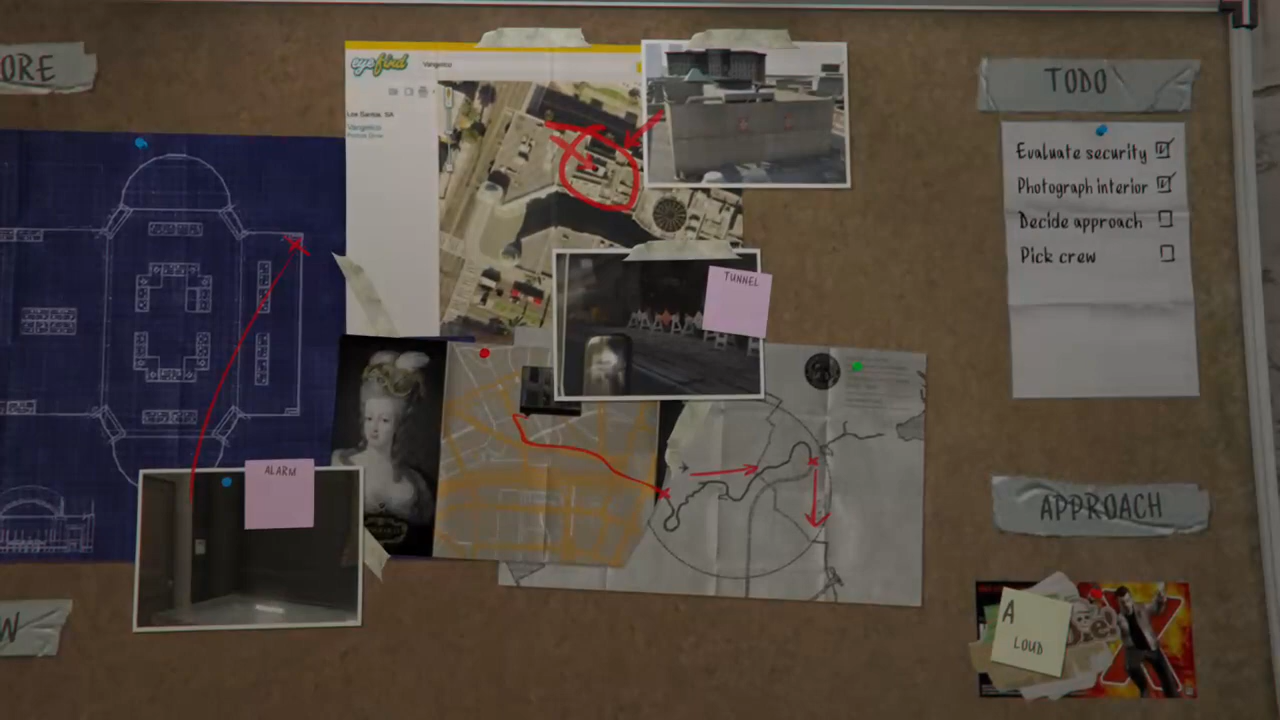 ORE
eyefind
Vangelico
Los Santos, SA
Vangelico
TODO
Evaluate security
Photograph interior
Decide approach
Pick crew
TUNNEL
ALARM
APPROACH
W
A
LOUD
X